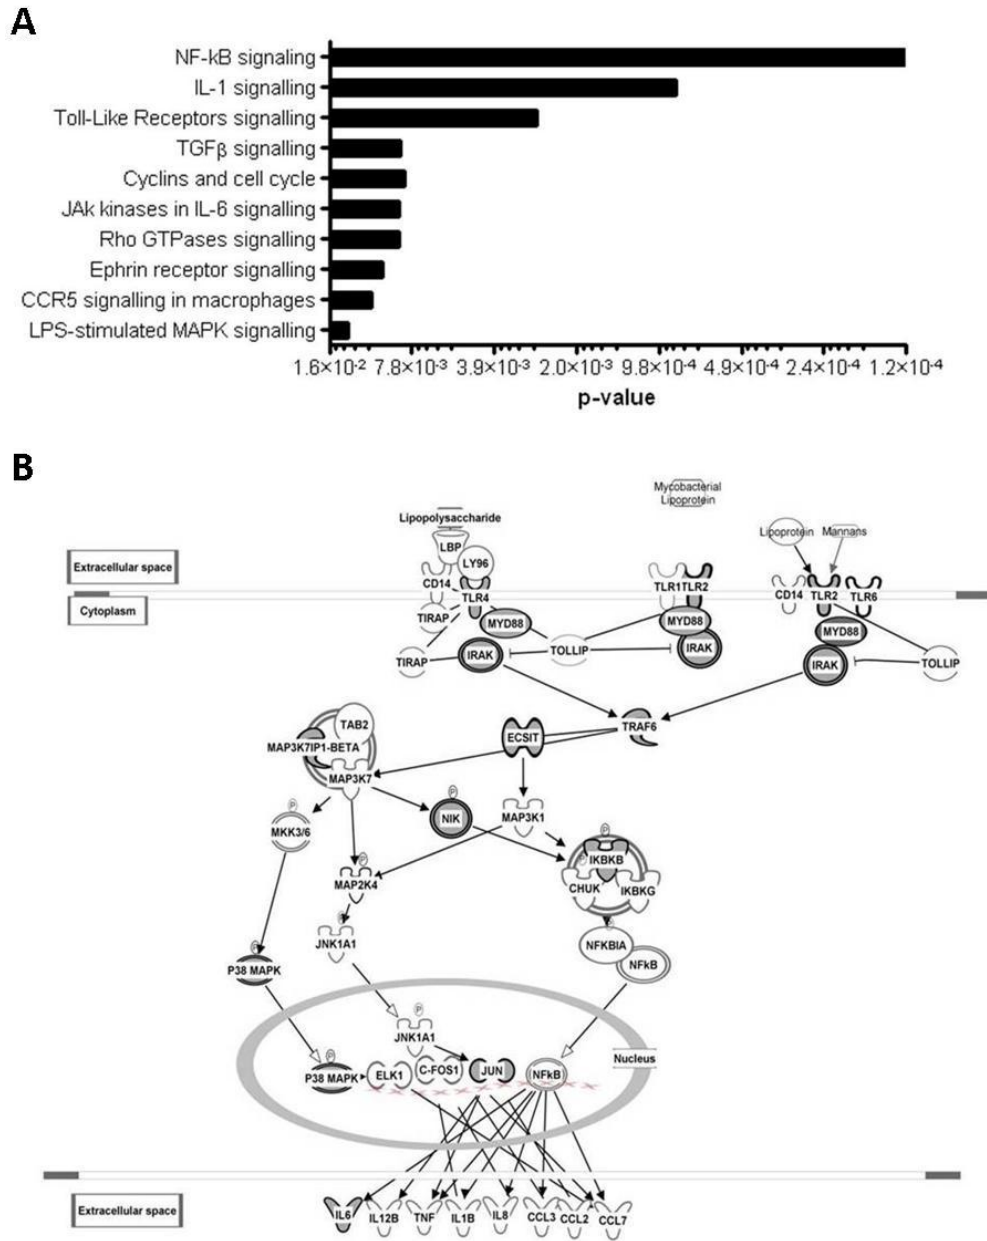 A
NF-kB signaling
IL-1 signalling
Toll-Like Receptors signalling
TGFβ signalling
Cyclins and cell cycle
JAk kinases in IL-6 signalling
Rho GTPases signalling
Ephrin receptor signalling
CCR5 signalling in macrophages
LPS-stimulated MAPK signalling
1.6×10-2 7.8×10-3 3.9×10-3 2.0×10-3 9.8×10-4 4.9×10-4 2.4×10-4 1.2×10-4
p-value
B
Mycobacterial
Lipoprotein
Lipopolysaccharide
Lipoprotein Mannans
LBP
LY96
Extracellular space
CD14
TLR4
TLR1 TLR2
CD14 TLR2 TLR6
Cytoplasm
TIRAP
MYD88
MYD88
MYD88
TIRAP
IRAK
TOLLIP
IRAK
IRAK
TOLLIP
TAB2
MAP3K7IP1-BETA
ECSIT
TRAF6
MAP3K7
P
P
NIK
MAP3K1
MKK3/6
P
P
P
IKBKB
MAP2K4
CHUK
IKBKG
P
JNK1A1
P
NFKBIA
NFkB
P
P38 MAPK
P
JNK1A1
P
P38 MAPK
ELK1
C-FOS1
JUN
NFkB
Nucleus
Extracellular space
IL6 IL12B TNF IL1B IL8 CCL3 CCL2 CCL7